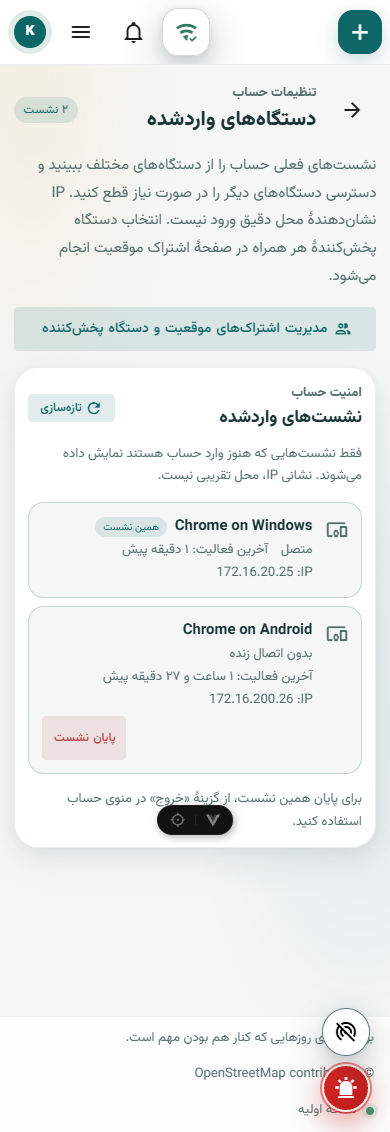 K
تنظیمات حساب
دستگاه‌های واردشده
۲ نشست
نشست‌های فعلی حساب را از دستگاه‌های مختلف ببینید و
دسترسی دستگاه‌های دیگر را در صورت نیاز قطع کنید. IP
نشان‌دهندهٔ محل دقیق ورود نیست. انتخاب دستگاه
پخش‌کنندهٔ هر همراه در صفحهٔ اشتراک موقعیت انجام
می‌شود.
مدیریت اشتراک‌های موقعیت و دستگاه پخش‌کننده
امنیت حساب
نشست‌های واردشده
تازه‌سازی
فقط نشست‌هایی که هنوز وارد حساب هستند نمایش داده
می‌شوند. نشانی IP، محل تقریبی نیست.
Chrome on Windows همین نشست
متصل آخرین فعالیت: ۱ دقیقه پیش
IP: 172.16.20.25
Chrome on Android
بدون اتصال زنده
آخرین فعالیت: ۱ ساعت و ۲۷ دقیقه پیش
IP: 172.16.200.26
پایان نشست
برای پایان همین نشست، از گزینهٔ «خروج» در منوی حساب
استفاده کنید.
روزهایی که کنار هم بودن مهم است.
© OpenStreetMap
اولیه